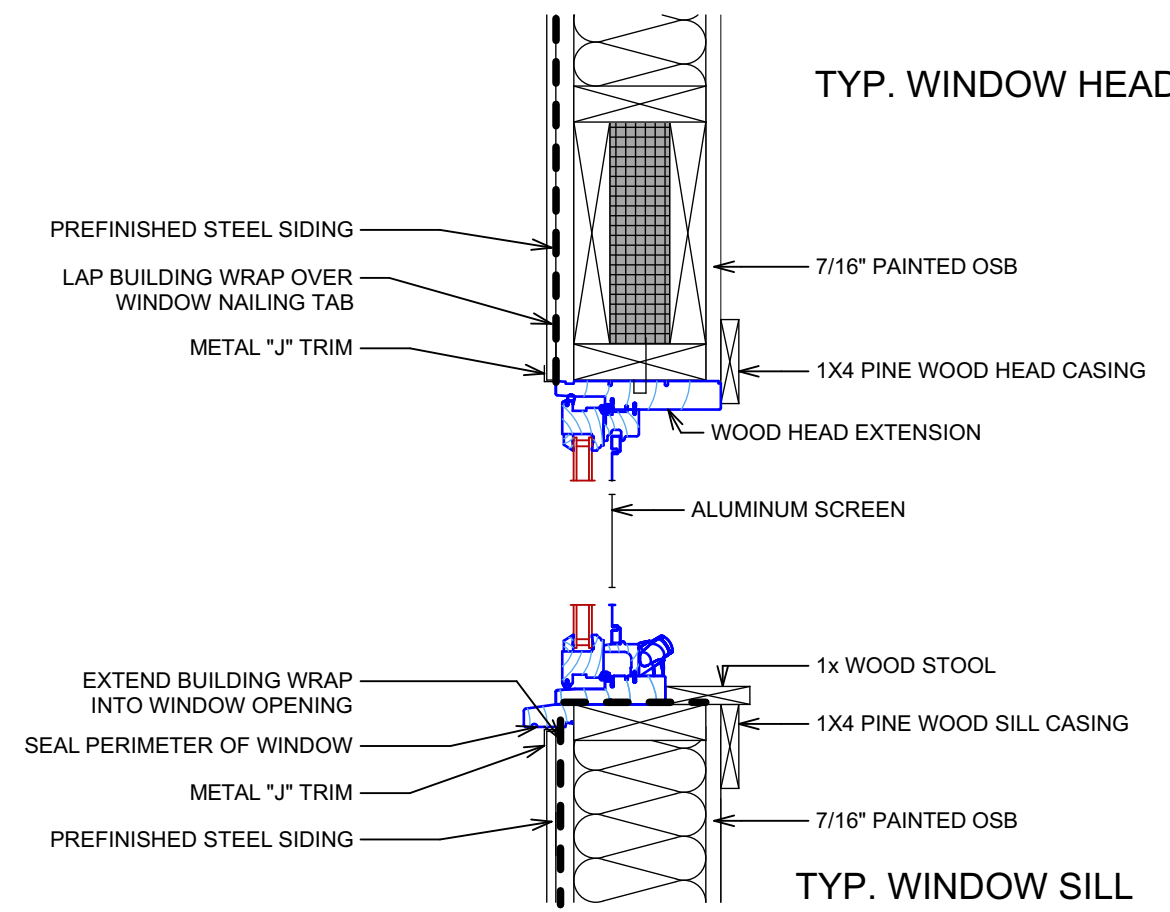 TYP. WINDOW HEAD
PREFINISHED STEEL SIDING
LAP BUILDING WRAP OVER
WINDOW NAILING TAB
METAL "J" TRIM
7/16" PAINTED OSB
1X4 PINE WOOD HEAD CASING
WOOD HEAD EXTENSION
ALUMINUM SCREEN
EXTEND BUILDING WRAP
INTO WINDOW OPENING
SEAL PERIMETER OF WINDOW
METAL "J" TRIM
PREFINISHED STEEL SIDING
1x WOOD STOOL
1X4 PINE WOOD SILL CASING
7/16" PAINTED OSB
TYP. WINDOW SILL